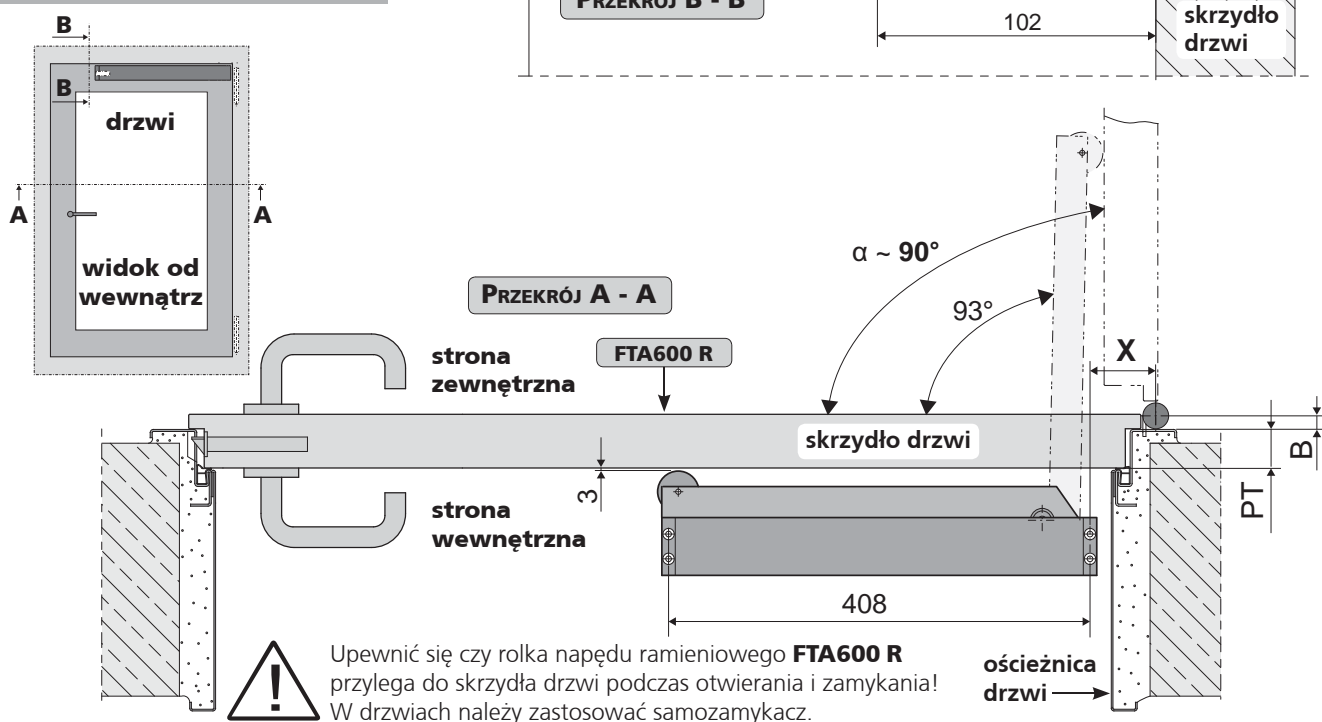 PRZEKRÓJ B - B
102
skrzydło
drzwi
B
B
drzwi
A
A
widok od
wewnątrz
PRZEKRÓJ A - A
α ~ 90°
93°
X
strona
zewnętrzna
FTA600 R
skrzydło drzwi
B
PT
3
strona
wewnętrzna
408
Upewnić się czy rolka napędu ramieniowego FTA600 R
przylega do skrzydła drzwi podczas otwierania i zamykania!
W drzwiach należy zastosować samozamykacz.
ościeżnica
drzwi